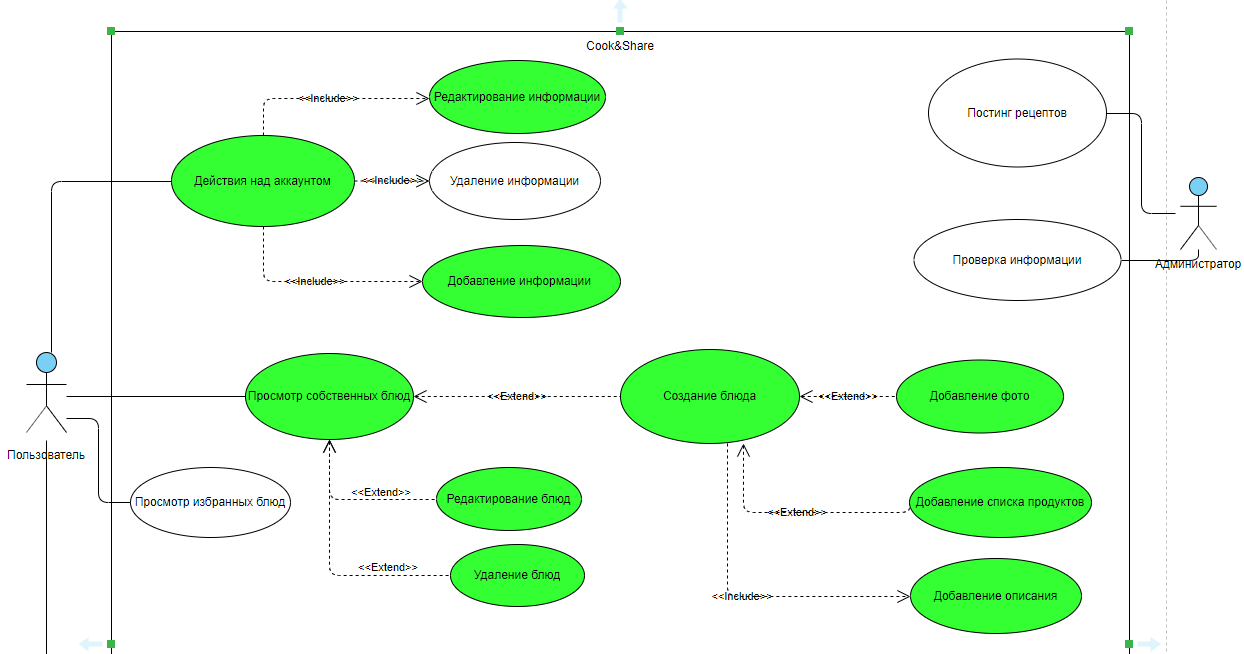 Cook&Share
<<Include>>
Редактирование информации
Постинг рецептов
Действия над аккаунтом
<<Include>>
Удаление информации
Проверка информации
Администратор
<<Include>>
Добавление информации
Просмотр собственных блюд
<<Extend>>
Создание блюда
<<Extend>>
Добавление фото
Пользователь
Просмотр избранных блюд
<<Extend>>
Редактирование блюд
<<Extend>>
Добавление списка продуктов
<<Extend>>
Удаление блюд
<<Include>>
Добавление описания